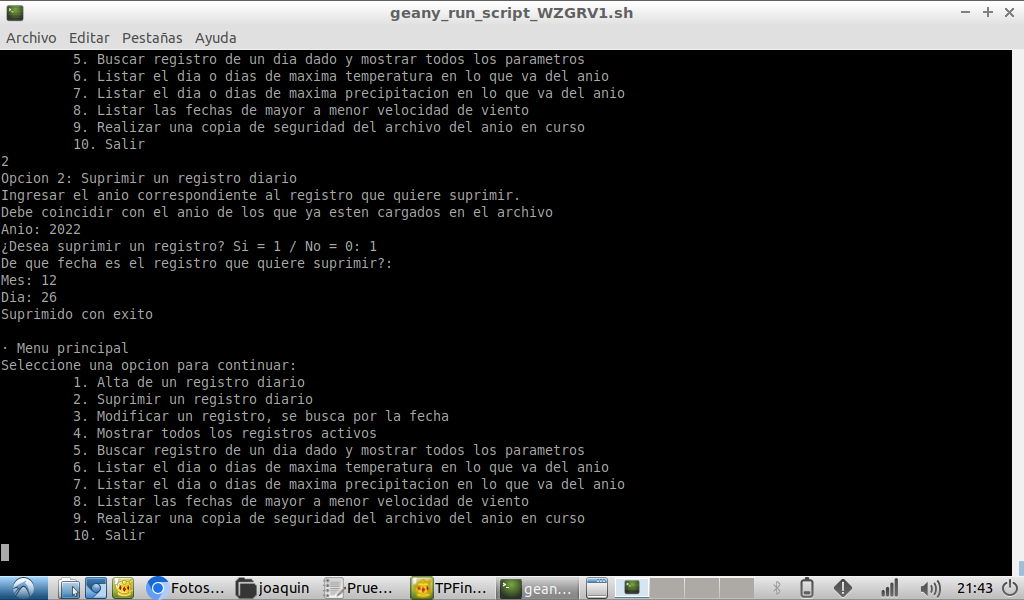 geany_run_script_WZGRV1.sh
Archivo Editar Pestañas Ayuda
5. Buscar registro de un dia dado y mostrar todos los parametros
6. Listar el dia o dias de maxima temperatura en lo que va del anio
7. Listar el dia o dias de maxima precipitacion en lo que va del anio
8. Listar las fechas de mayor a menor velocidad de viento
9. Realizar una copia de seguridad del archivo del anio en curso
10. Salir
2
Opcion 2: Suprimir un registro diario
Ingresar el anio correspondiente al registro que quiere suprimir.
Debe coincidir con el anio de los que ya esten cargados en el archivo
Anio: 2022
¿Desea suprimir un registro? Si = 1 / No = 0: 1
De que fecha es el registro que quiere suprimir?:
Mes: 12
Dia: 26
Suprimido con exito
· Menu principal
Seleccione una opcion para continuar:
1. Alta de un registro diario
2. Suprimir un registro diario
3. Modificar un registro, se busca por la fecha
4. Mostrar todos los registros activos
5. Buscar registro de un dia dado y mostrar todos los parametros
6. Listar el dia o dias de maxima temperatura en lo que va del anio
7. Listar el dia o dias de maxima precipitacion en lo que va del anio
8. Listar las fechas de mayor a menor velocidad de viento
9. Realizar una copia de seguridad del archivo del anio en curso
10. Salir
Fotos... joaquin Prue... TPFin... gean... 21:43